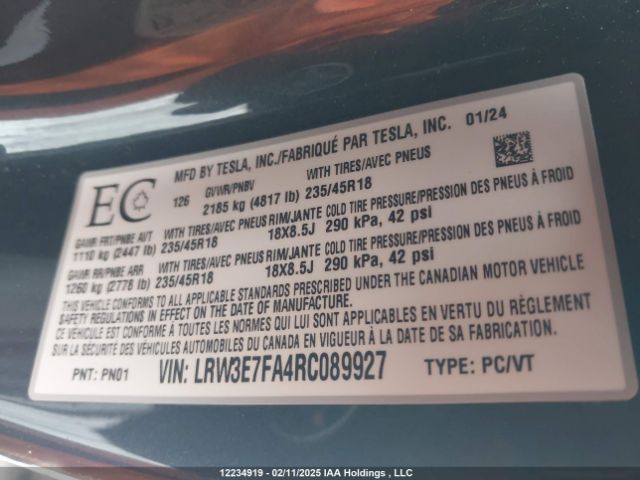 MFD BY TESLA, INC./FABRIQUÉ PAR TESLA, INC. 01/24
EC
126
GVWR/PNBV
2185 kg (4817 lb)
WITH TIRES/AVEC PNEUS
235/45R18
GAWR FRT/PNBE AVT
1110 kg (2447 lb)
WITH TIRES/AVEC PNEUS
235/45R18
RIM/JANTE
18X8.5J
COLD TIRE PRESSURE/PRESSION DES PNEUS À FROID
290 kPa, 42 psi
GAWR RR/PNBE ARR
1260 kg (2778 lb)
WITH TIRES/AVEC PNEUS
235/45R18
RIM/JANTE
18X8.5J
COLD TIRE PRESSURE/PRESSION DES PNEUS À FROID
290 kPa, 42 psi
THIS VEHICLE CONFORMS TO ALL APPLICABLE STANDARDS PRESCRIBED UNDER THE CANADIAN MOTOR VEHICLE
SAFETY REGULATIONS IN EFFECT ON THE DATE OF MANUFACTURE.
CE VÉHICULE EST CONFORME À TOUTES LES NORMES QUI LUI SONT APPLICABLES EN VERTU DU RÈGLEMENT
SUR LA SÉCURITÉ DES VÉHICULES AUTOMOBILES DU CANADA EN VIGUEUR À LA DATE DE SA FABRICATION.
PNT: PN01
VIN: LRW3E7FA4RC089927
TYPE: PC/VT
12234919 - 02/11/2025 IAA Holdings , LLC